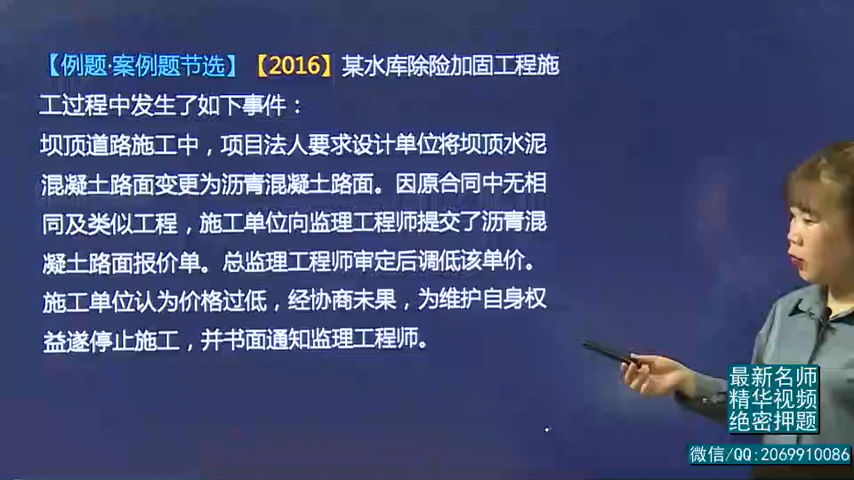 【例题·案例题节选】【2016】某水库除险加固工程施
工过程中发生了如下事件：
坝顶道路施工中，项目法人要求设计单位将坝顶水泥
混凝土路面变更为沥青混凝土路面。因原合同中无相
同及类似工程，施工单位向监理工程师提交了沥青混
凝土路面报价单。总监理工程师审定后调低该单价。
施工单位认为价格过低，经协商未果，为维护自身权
益遂停止施工，并书面通知监理工程师。
最新名师
精华视频
绝密押题
微信/QQ:2069910086